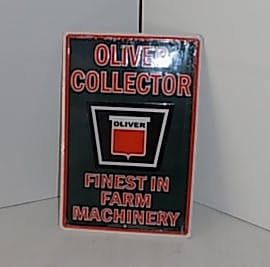 OLIVER
COLLECTOR
OLIVER
FINEST IN
FARM
MACHINERY